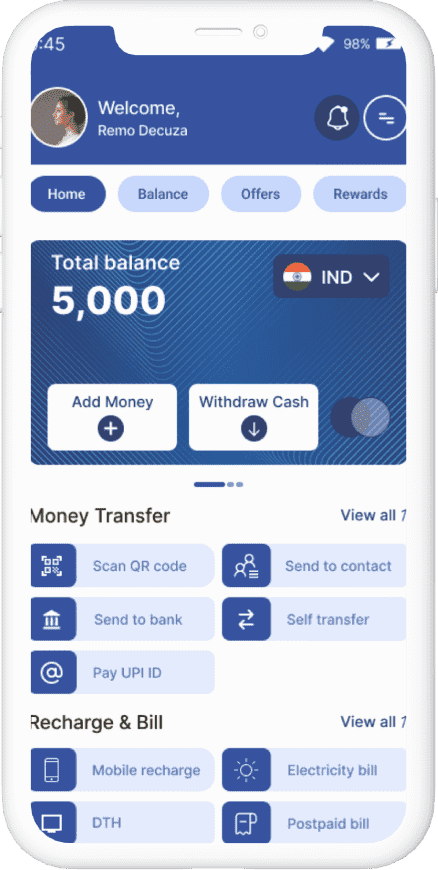 :45 98%
Welcome,
Remo Decuza
Home Balance Offers Rewards
Total balance
5,000
IND
Add Money Withdraw Cash
Money Transfer View all
Scan QR code Send to contact
Send to bank Self transfer
Pay UPI ID
Recharge & Bill View all
Mobile recharge Electricity bill
DTH Postpaid bill